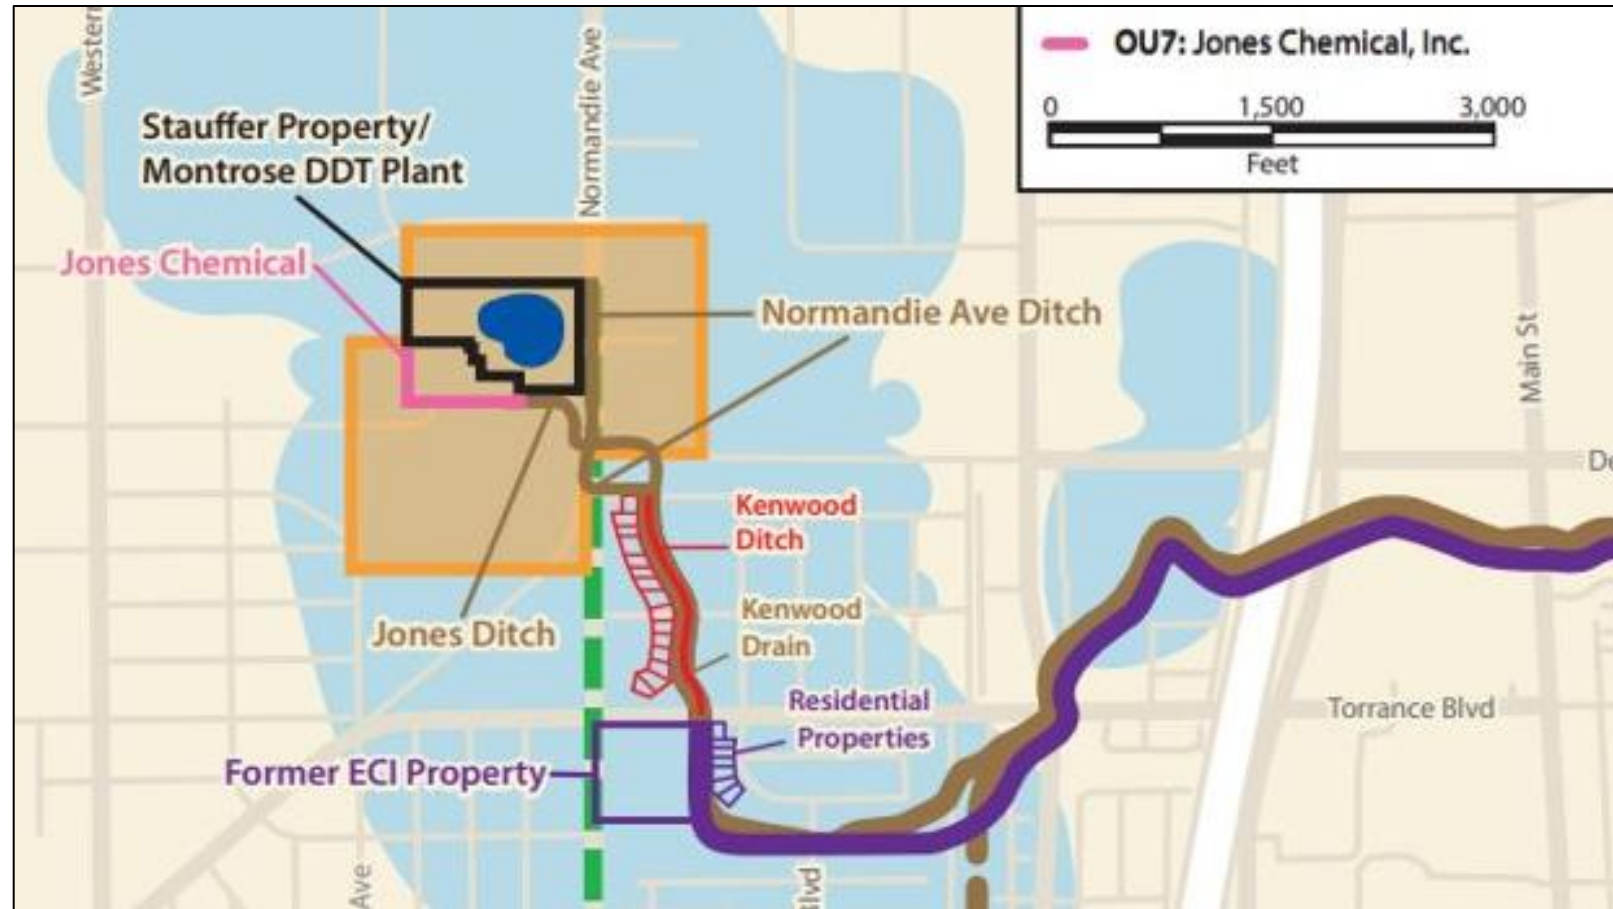 Western
Normandie Ave
OU7: Jones Chemical, Inc.
0 1,500 3,000
Feet
Stauffer Property/
Montrose DDT Plant
Jones Chemical
Normandie Ave Ditch
Main St
De
Kenwood
Ditch
Jones Ditch
Kenwood
Drain
Residential
Properties
Torrance Blvd
Former ECI Property
Ave
Blvd